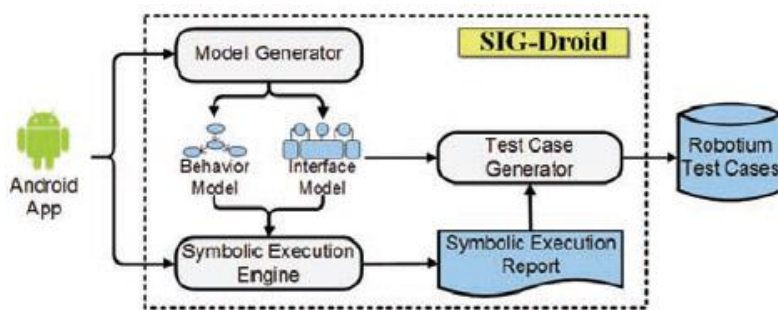 Model Generator
SIG-Droid
Android
App
Behavior
Model
Interface
Model
Test Case
Generator
Robotium
Test Cases
Symbolic Execution
Engine
Symbolic Execution
Report